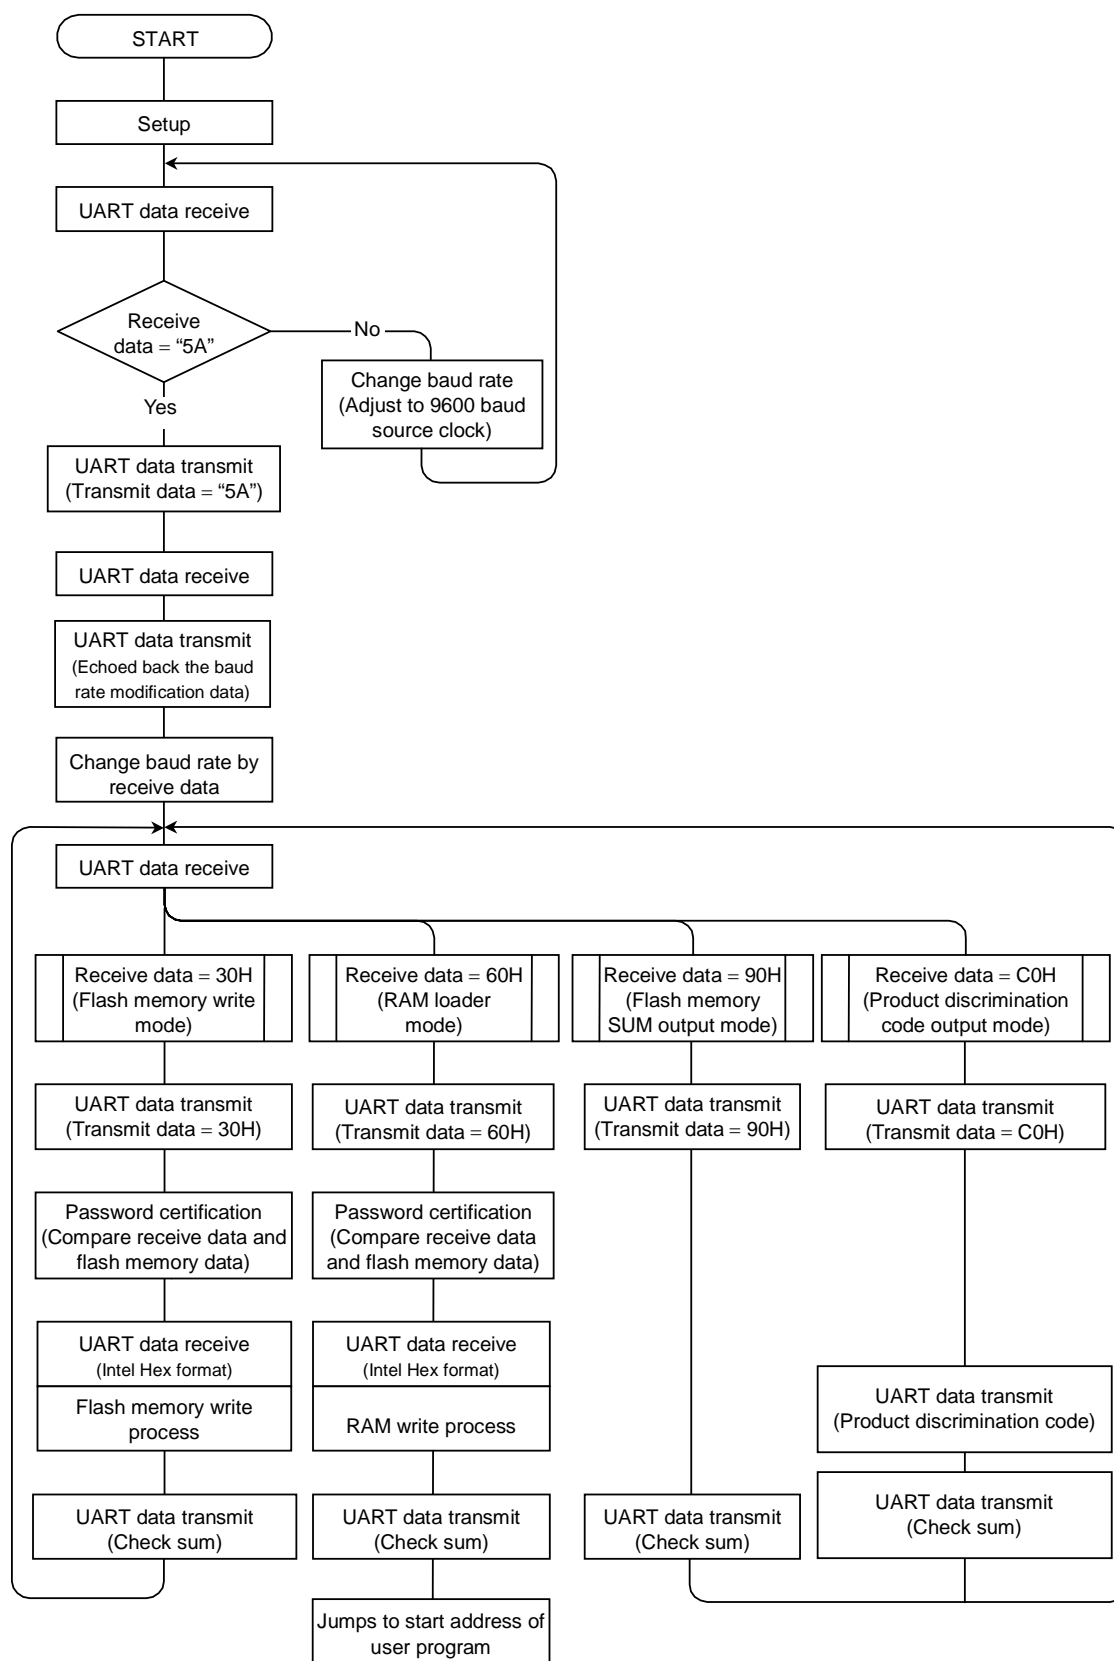 START
Setup
UART data receive
Receive
data = “5A”
No
Change baud rate
(Adjust to 9600 baud
source clock)
Yes
UART data transmit
(Transmit data = “5A”)
UART data receive
UART data transmit
(Echoed back the baud
rate modification data)
Change baud rate by
receive data
UART data receive
Receive data = 30H
(Flash memory write
mode)
Receive data = 60H
(RAM loader
mode)
Receive data = 90H
(Flash memory
SUM output mode)
Receive data = C0H
(Product discrimination
code output mode)
UART data transmit
(Transmit data = 30H)
UART data transmit
(Transmit data = 60H)
UART data transmit
(Transmit data = 90H)
UART data transmit
(Transmit data = C0H)
Password certification
(Compare receive data and
flash memory data)
Password certification
(Compare receive data
and flash memory data)
UART data receive
(Intel Hex format)
UART data receive
(Intel Hex format)
Flash memory write
process
RAM write process
UART data transmit
(Product discrimination code)
UART data transmit
(Check sum)
UART data transmit
(Check sum)
UART data transmit
(Check sum)
UART data transmit
(Check sum)
Jumps to start address of
user program